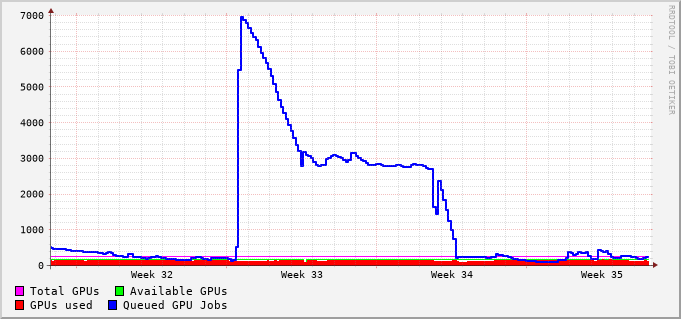 7000
6000
5000
4000
3000
2000
1000
0
Week 32 Week 33 Week 34 Week 35
Total GPUs Available GPUs
GPUs used Queued GPU Jobs
RRDTOOL / TOBI OETIKER